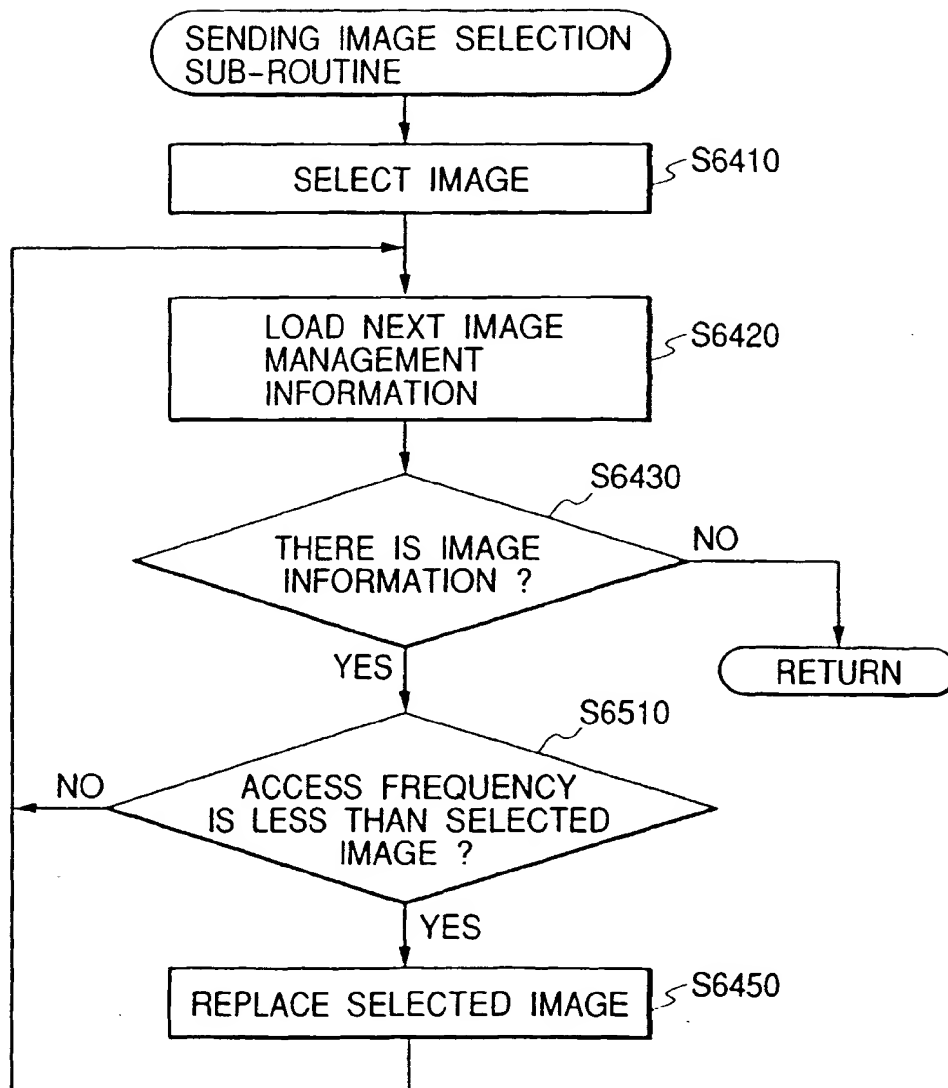 SENDING IMAGE SELECTION
SUB-ROUTINE
SELECT IMAGE
S6410
LOAD NEXT IMAGE
MANAGEMENT
INFORMATION
S6420
S6430
THERE IS IMAGE
INFORMATION ?
NO
YES
RETURN
S6510
ACCESS FREQUENCY
IS LESS THAN SELECTED
IMAGE ?
NO
YES
REPLACE SELECTED IMAGE
S6450